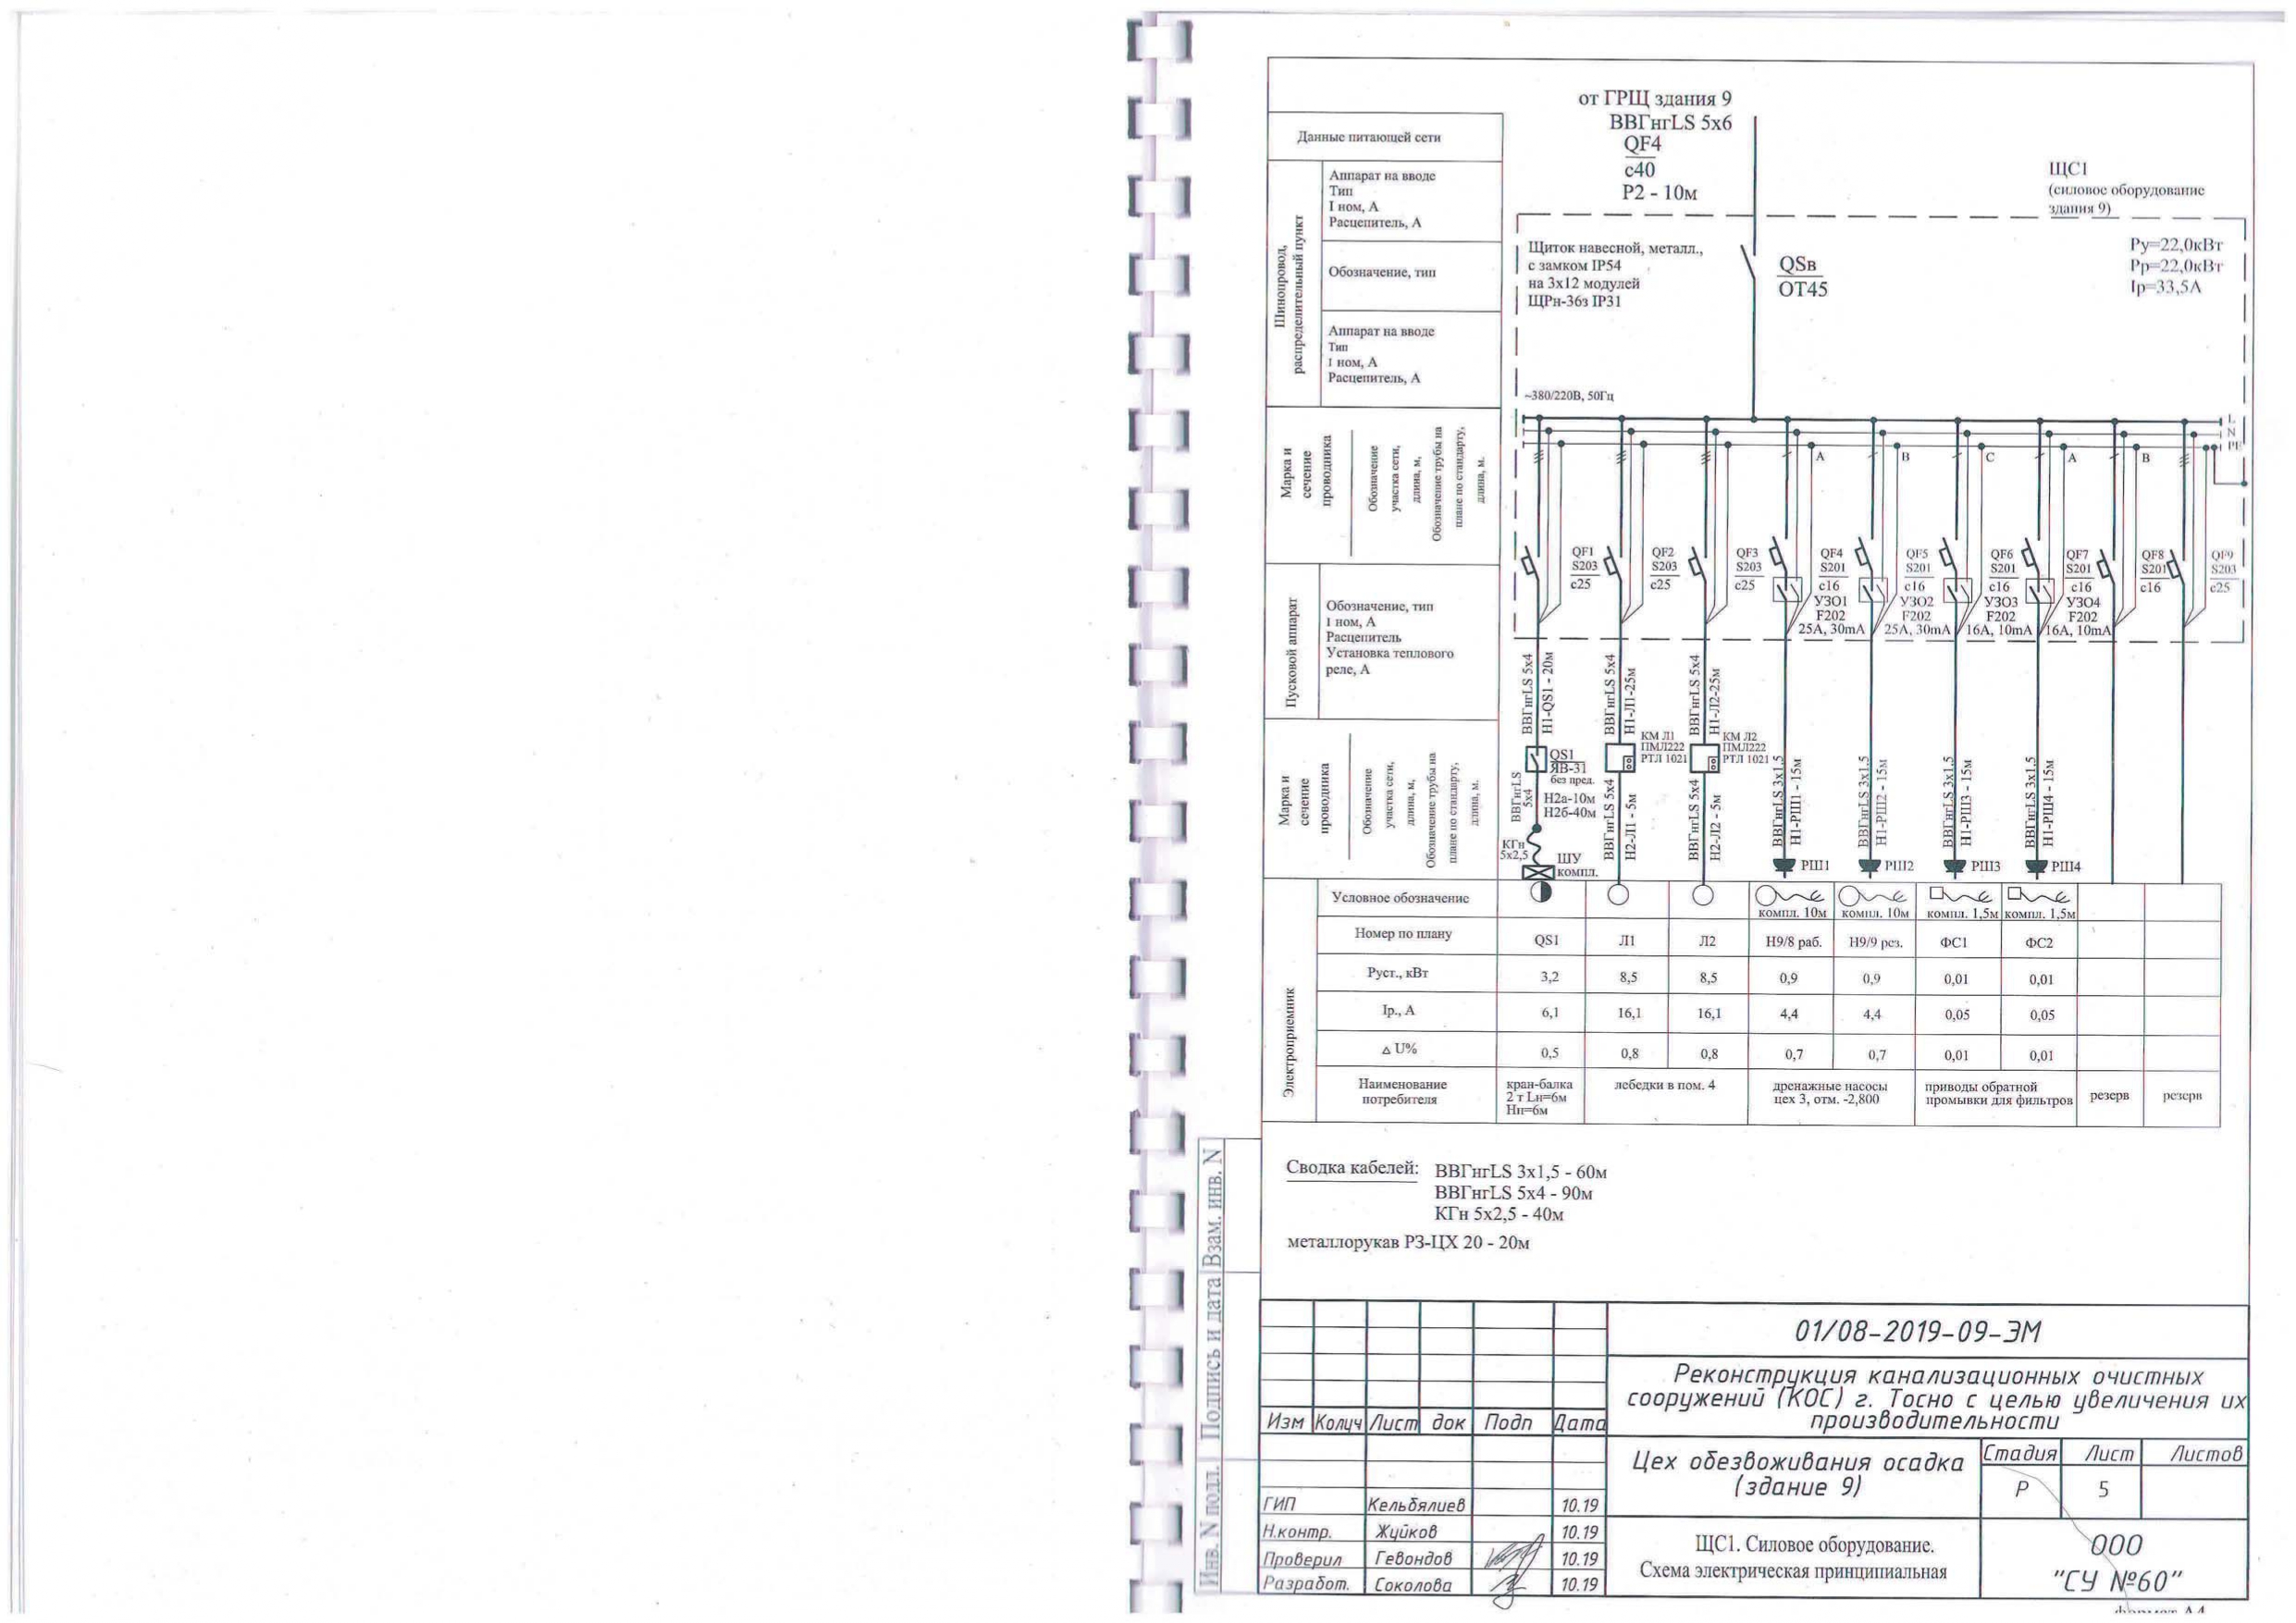 от ГРЩ здания 9
ВВГнгLS 5х6
QF4
с40
Р2 - 10м
ЩС1
(силовое оборудование
здания 9)
Данные питающей сети
Шинопровод,
распределительный пункт
Аппарат на вводе
Тип
I ном, А
Расцепитель, А
Обозначение, тип
Аппарат на вводе
Тип
I ном, А
Расцепитель, А
Щиток навесной, металл.,
с замком IP54
на 3х12 модулей
ЩРн-36з IP31
QSв
ОТ45
Ру=22,0кВт
Рр=22,0кВт
Iр=33,5А
~380/220В, 50Гц
L
N
PE
A
B
C
A
B
Марка и
сечение
проводника
Обозначение
участка сети,
длина, м,
Обозначение трубы на
плане по стандарту,
длина, м.
Пусковой аппарат
Обозначение, тип
I ном, А
Расцепитель
Установка теплового
реле, А
QF1
S203
с25
QF2
S203
с25
QF3
S203
с25
QF4
S201
с16
УЗО1
F202
25А, 30mA
QF5
S201
с16
УЗО2
F202
25А, 30mA
QF6
S201
с16
УЗО3
F202
16А, 10mA
QF7
S201
с16
УЗО4
F202
16А, 10mA
QF8
S201
с16
QF9
S203
с25
Марка и
сечение
проводника
Обозначение
участка сети,
длина, м,
Обозначение трубы на
плане по стандарту,
длина, м.
ВВГнгLS 5х4
Н1-QS1 - 20м
QS1
ЯВ-31
без пред.
ВВГнгLS
5х4
Н2а-10м
Н2б-40м
КГн
5х2,5
ШУ
компл.
ВВГнгLS 5х4
Н1-Л1-25м
КМ Л1
ПМЛ222
РТЛ 1021
ВВГнгLS 5х4
Н2-Л1 - 5м
ВВГнгLS 5х4
Н1-Л2-25м
КМ Л2
ПМЛ222
РТЛ 1021
ВВГнгLS 5х4
Н2-Л2 - 5м
ВВГнгLS 3х1,5
Н1-РШ1 - 15м
РШ1
ВВГнгLS 3х1,5
Н1-РШ2 - 15м
РШ2
ВВГнгLS 3х1,5
Н1-РШ3 - 15м
РШ3
ВВГнгLS 3х1,5
Н1-РШ4 - 15м
РШ4
Электроприемник
Условное обозначение
компл. 10м
компл. 10м
компл. 1,5м
компл. 1,5м
Номер по плану QS1 Л1 Л2 Н9/8 раб. Н9/9 рез. ФС1 ФС2
Руст., кВт 3,2 8,5 8,5 0,9 0,9 0,01 0,01
Iр., А 6,1 16,1 16,1 4,4 4,4 0,05 0,05
△ U% 0,5 0,8 0,8 0,7 0,7 0,01 0,01
Наименование
потребителя
кран-балка
2 т Lн=6м
Нп=6м
лебедки в пом. 4
дренажные насосы
цех 3, отм. -2,800
приводы обратной
промывки для фильтров
резерв
резерв
Сводка кабелей:
ВВГнгLS 3х1,5 - 60м
ВВГнгLS 5х4 - 90м
КГн 5х2,5 - 40м
металлорукав РЗ-ЦХ 20 - 20м
Взам. инв. N
Подпись и дата
Инв. N подл.
01/08-2019-09-ЭМ
Реконструкция канализационных очистных
сооружений (КОС) г. Тосно с целью увеличения их
производительности
Изм Колич Лист док Подп Дата
Цех обезвоживания осадка
(здание 9)
Стадия Лист Листов
Р 5
ГИП Кельбялиев 10.19
Н.контр. Жуйков 10.19
Проверил Гевондов 10.19
Разработ. Соколова 10.19
ЩС1. Силовое оборудование.
Схема электрическая принципиальная
ООО
"СУ №60"
формат А4